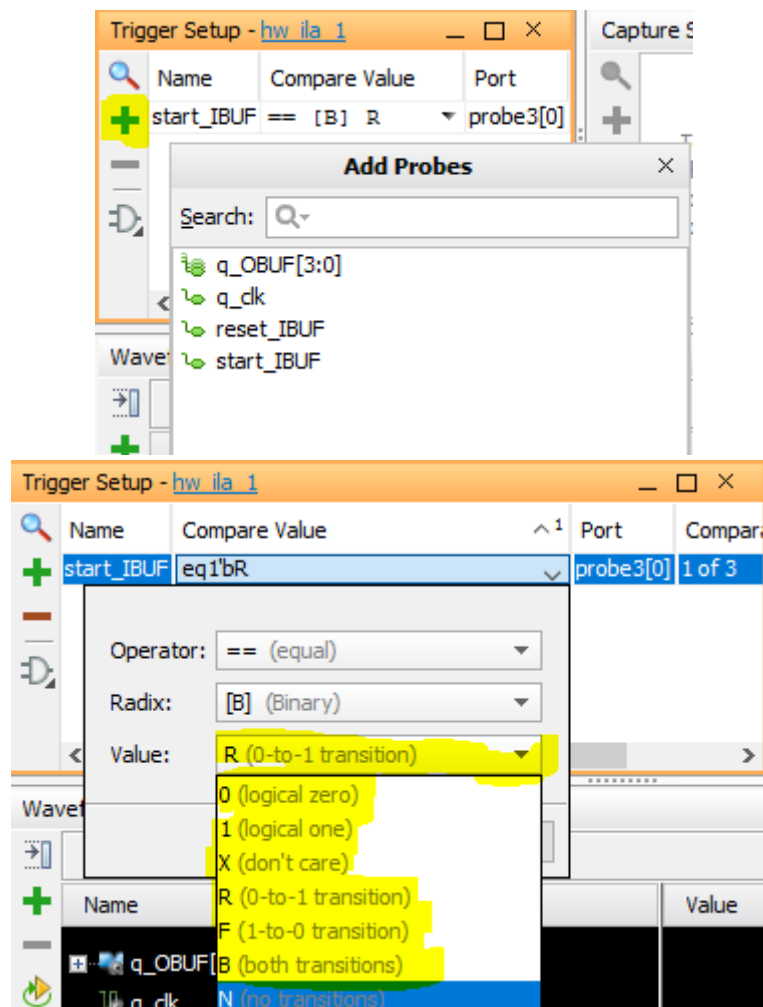 Trigger Setup - hw_ila_1
Capture S
Name Compare Value Port
start_IBUF == [B] R probe3[0]
Add Probes
Search:
q_OBUF[3:0]
q_clk
reset_IBUF
start_IBUF
Wave
Trigger Setup - hw_ila_1
Name Compare Value 1 Port Compara
start_IBUF eq1'bR probe3[0] 1 of 3
Operator: == (equal)
Radix: [B] (Binary)
Value: R (0-to-1 transition)
0 (logical zero)
Wavef
1 (logical one)
X (don't care)
R (0-to-1 transition)
Name Value
F (1-to-0 transition)
q_OBUF[
B (both transitions)
q_clk
N (no transitions)